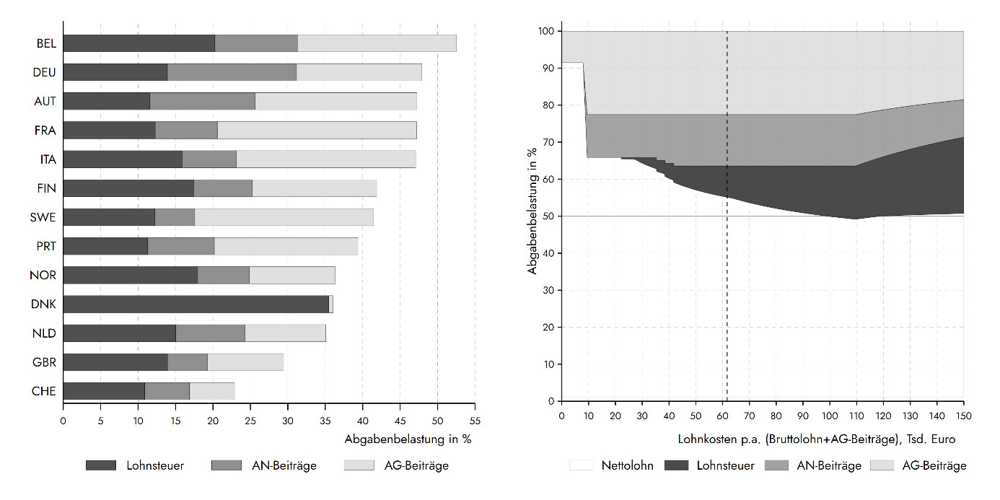 BEL
DEU
AUT
FRA
ITA
FIN
SWE
PRT
NOR
DNK
NLD
GBR
CHE
0 5 10 15 20 25 30 35 40 45 50 55
Abgabenbelastung in %
Lohnsteuer AN-Beiträge AG-Beiträge
Abgabenbelastung in %
100
90
80
70
60
50
40
30
20
10
0
0 10 20 30 40 50 60 70 80 90 100 110 120 130 140 150
Lohnkosten p.a. (Bruttolohn+AG-Beiträge), Tsd. Euro
Nettolohn Lohnsteuer AN-Beiträge AG-Beiträge